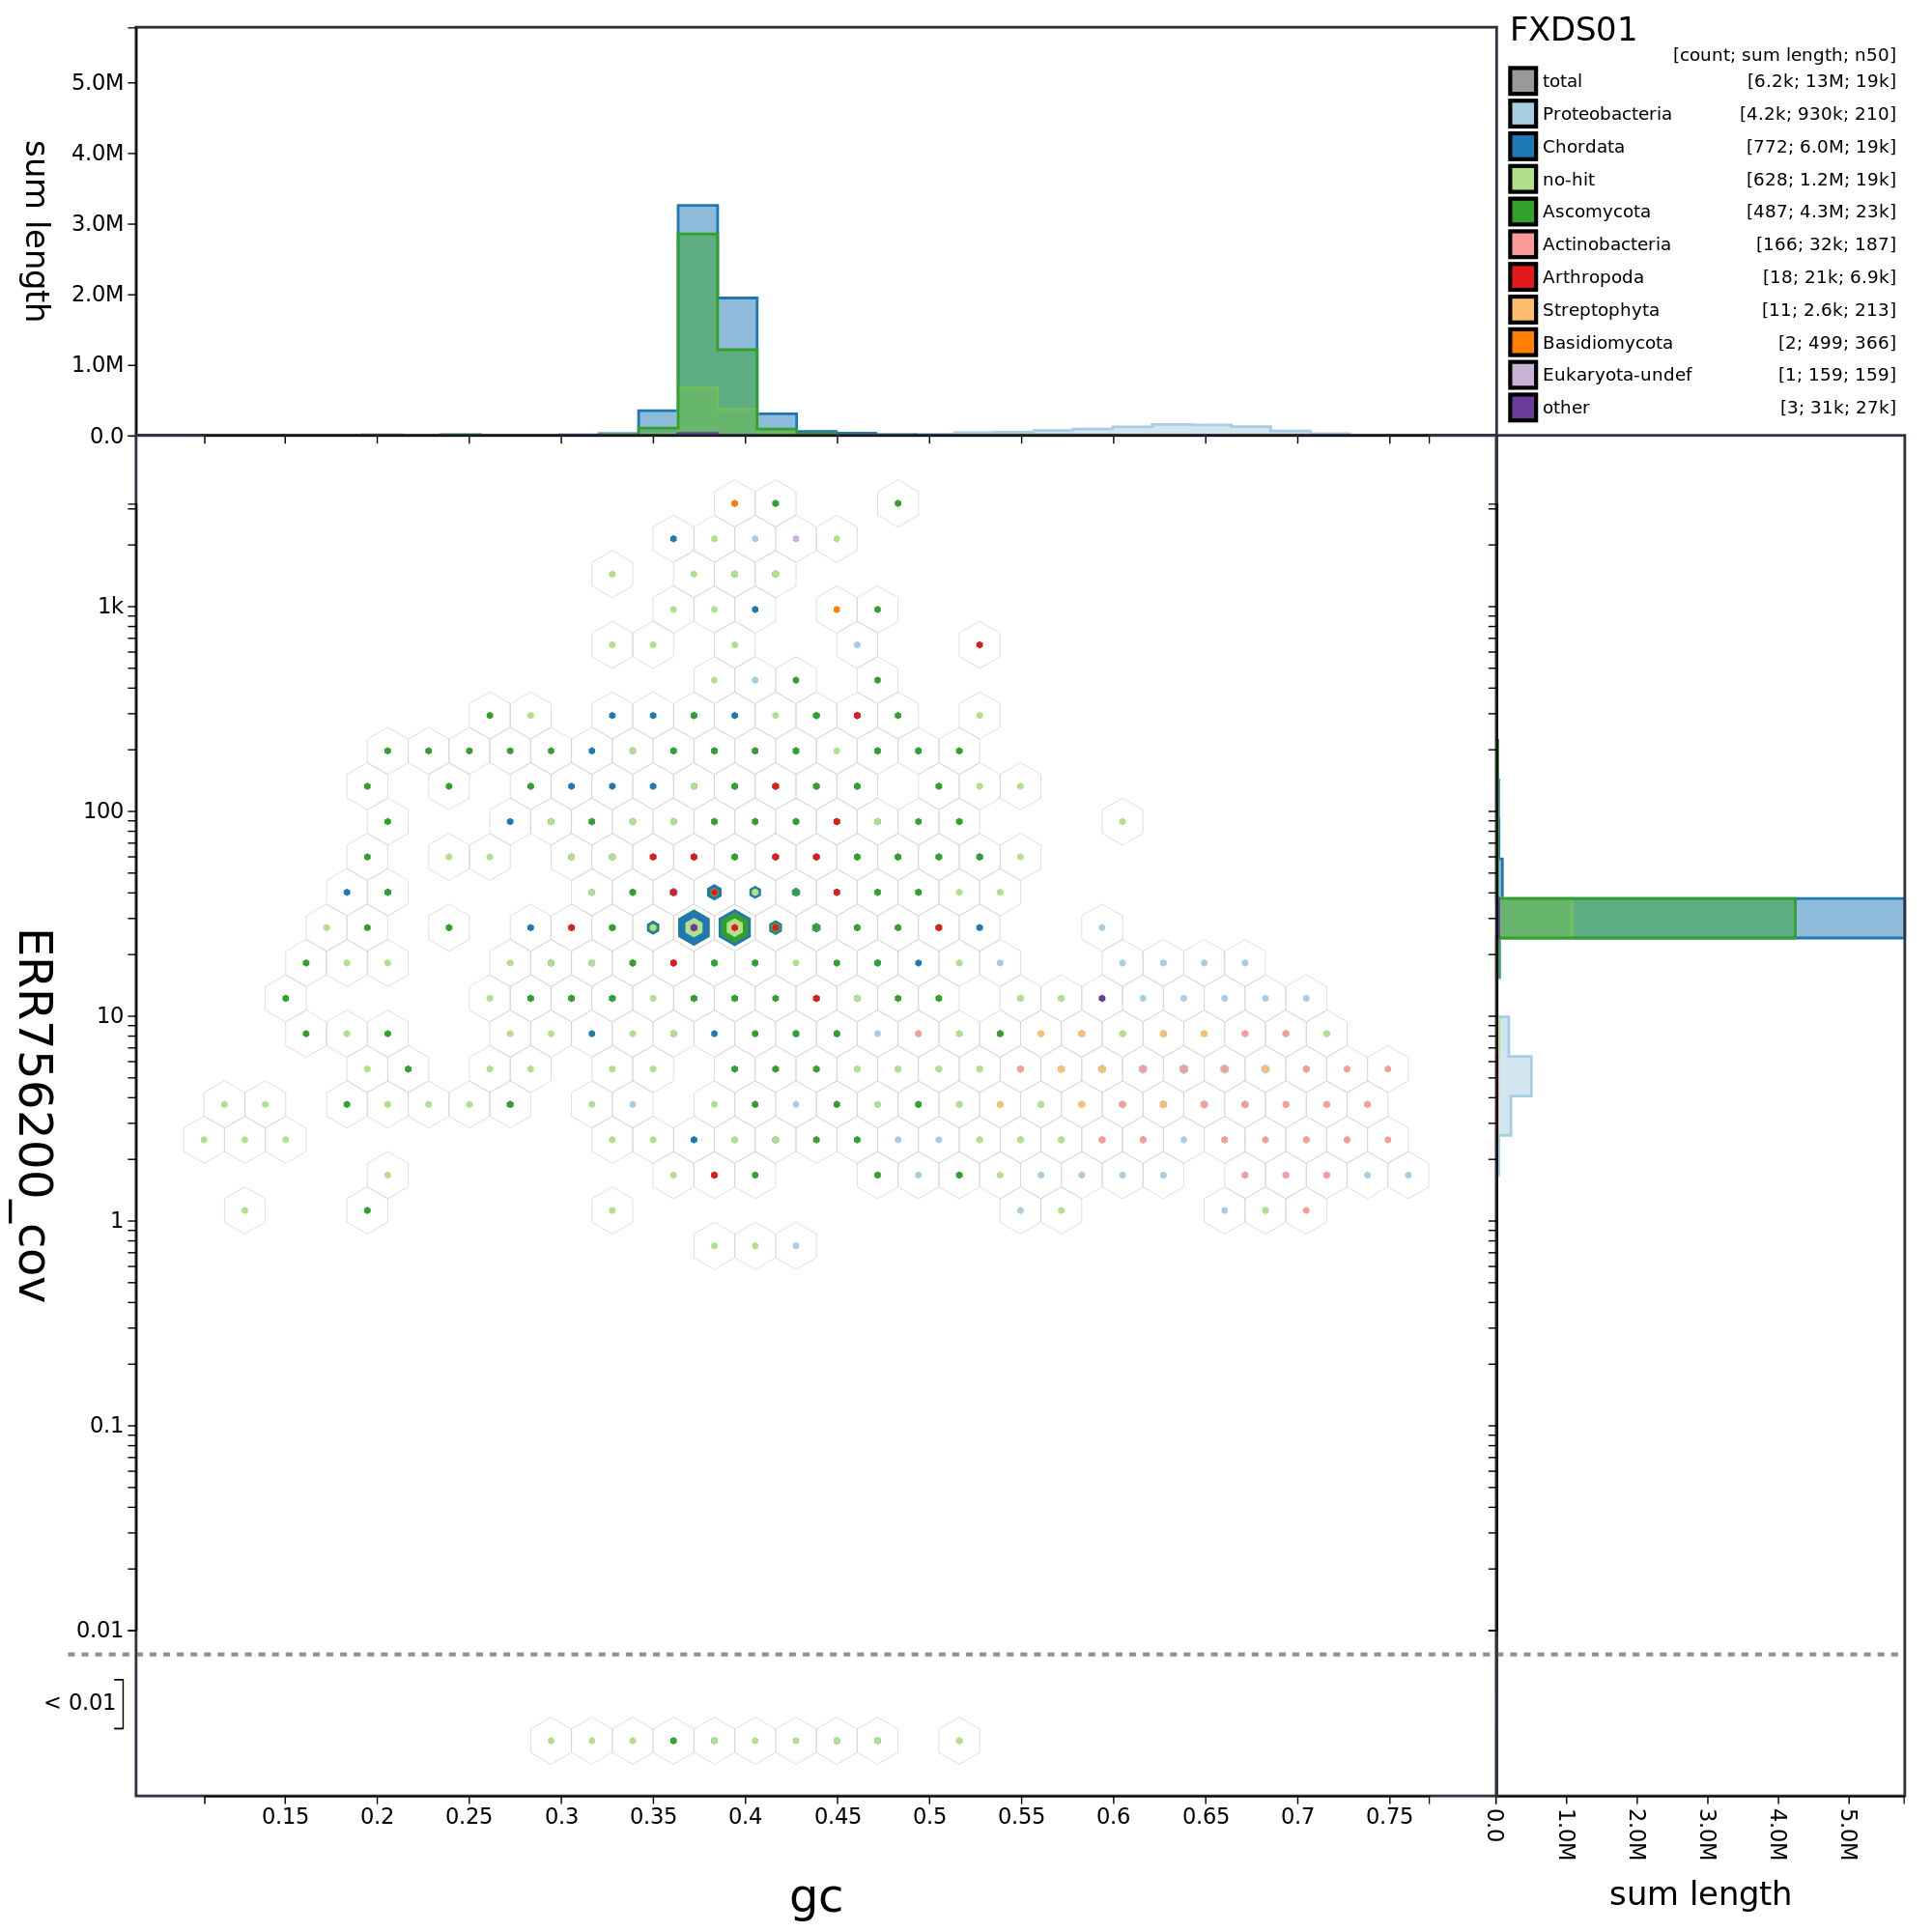 FXDS01
[count; sum length; n50]
total [6.2k; 13M; 19k]
Proteobacteria [4.2k; 930k; 210]
Chordata [772; 6.0M; 19k]
no-hit [628; 1.2M; 19k]
Ascomycota [487; 4.3M; 23k]
Actinobacteria [166; 32k; 187]
Arthropoda [18; 21k; 6.9k]
Streptophyta [11; 2.6k; 213]
Basidiomycota [2; 499; 366]
Eukaryota-undef [1; 159; 159]
other [3; 31k; 27k]
sum length
5.0M
4.0M
3.0M
2.0M
1.0M
0.0
ERR756200_cov
1k
100
10
1
0.1
0.01
< 0.01
0.15 0.2 0.25 0.3 0.35 0.4 0.45 0.5 0.55 0.6 0.65 0.7 0.75
gc
0.0 1.0M 2.0M 3.0M 4.0M 5.0M
sum length